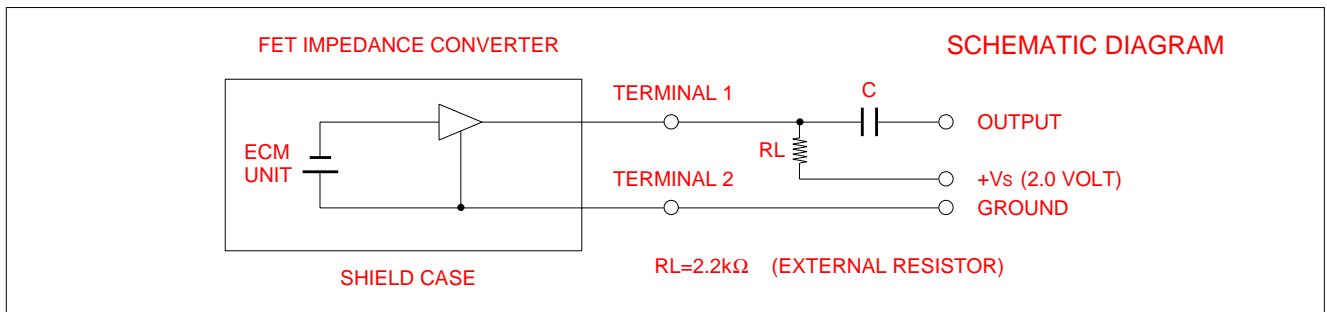 FET IMPEDANCE CONVERTER
SCHEMATIC DIAGRAM
TERMINAL 1
C
OUTPUT
RL
ECM
UNIT
TERMINAL 2
+Vs (2.0 VOLT)
GROUND
RL=2.2kΩ (EXTERNAL RESISTOR)
SHIELD CASE